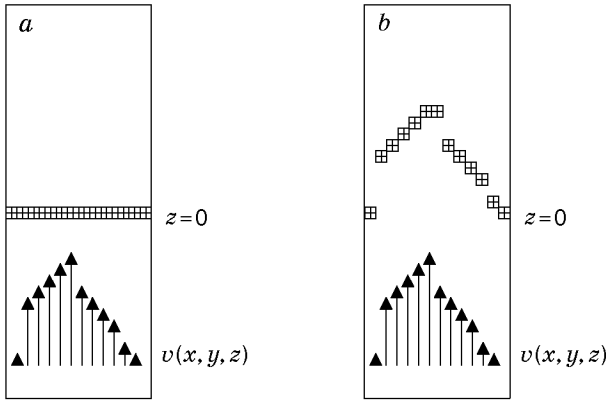 a
z=0
v(x, y, z)
b
z=0
v(x, y, z)